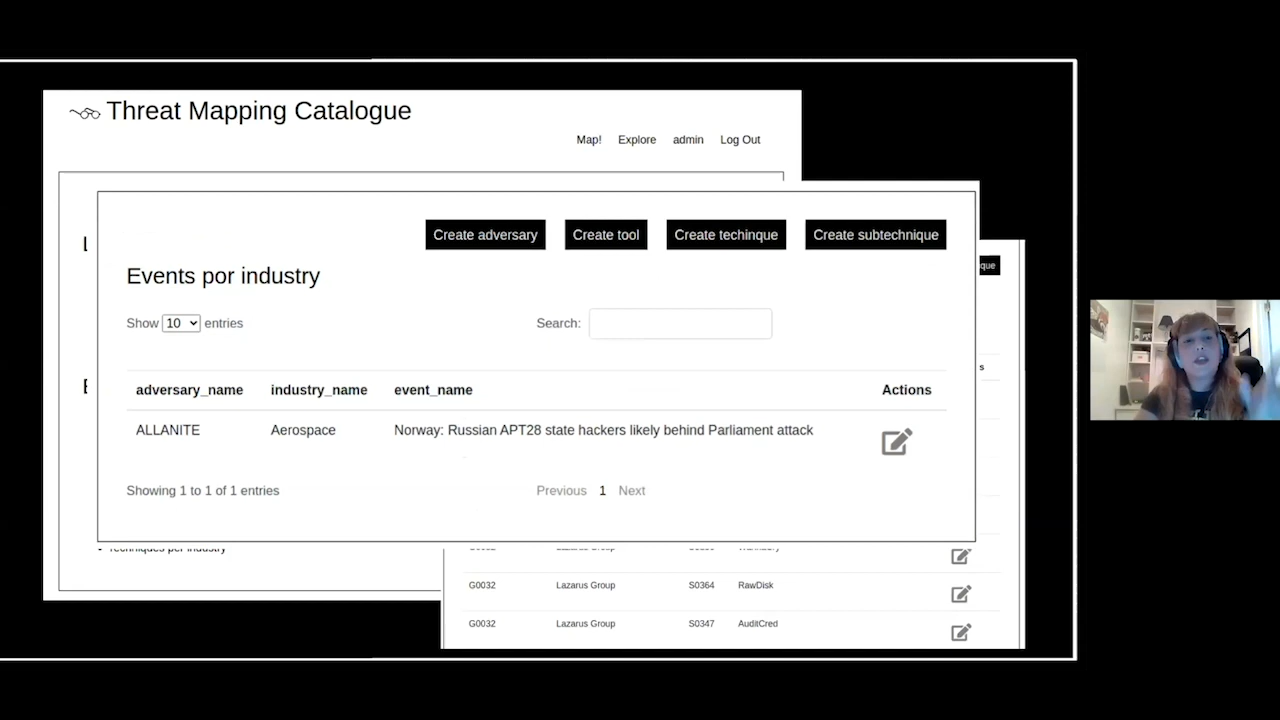 Threat Mapping Catalogue
Map! Explore admin Log Out
Create adversary Create tool Create techinque Create subtechnique
que
Events por industry
Show 10 entries Search:
s
adversary_name industry_name event_name Actions
ALLANITE Aerospace Norway: Russian APT28 state hackers likely behind Parliament attack
Showing 1 to 1 of 1 entries Previous 1 Next
Techniques per industry
G0032 Lazarus Group S0364 RawDisk
G0032 Lazarus Group S0347 AuditCred